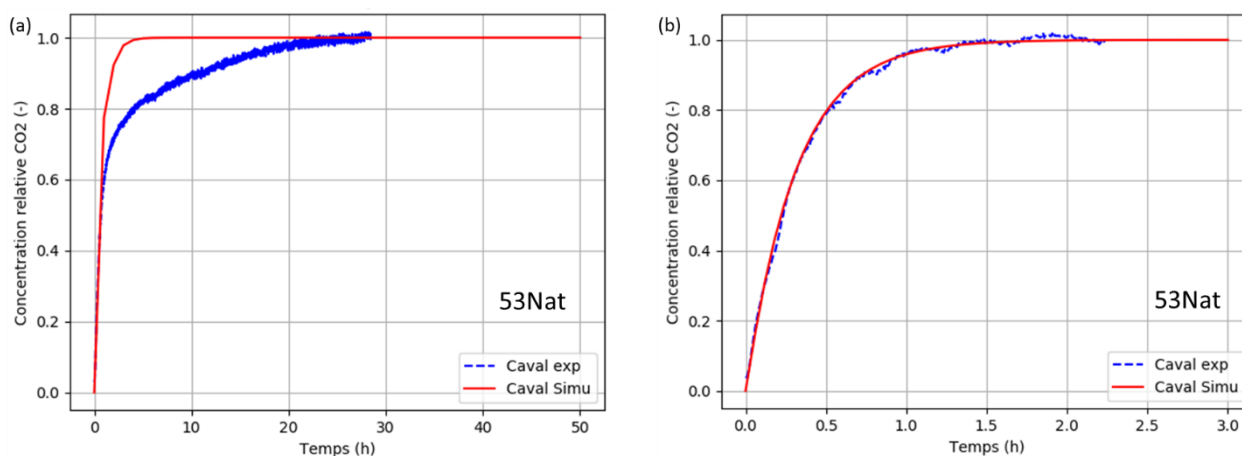 (a)
Concentration relative CO2 (-)
1.0
0.8
0.6
0.4
0.2
0.0
53Nat
Caval exp
Caval Simu
0 10 20 30 40 50
Temps (h)
(b)
Concentration relative CO2 (-)
1.0
0.8
0.6
0.4
0.2
0.0
53Nat
Caval exp
Caval Simu
0.0 0.5 1.0 1.5 2.0 2.5 3.0
Temps (h)